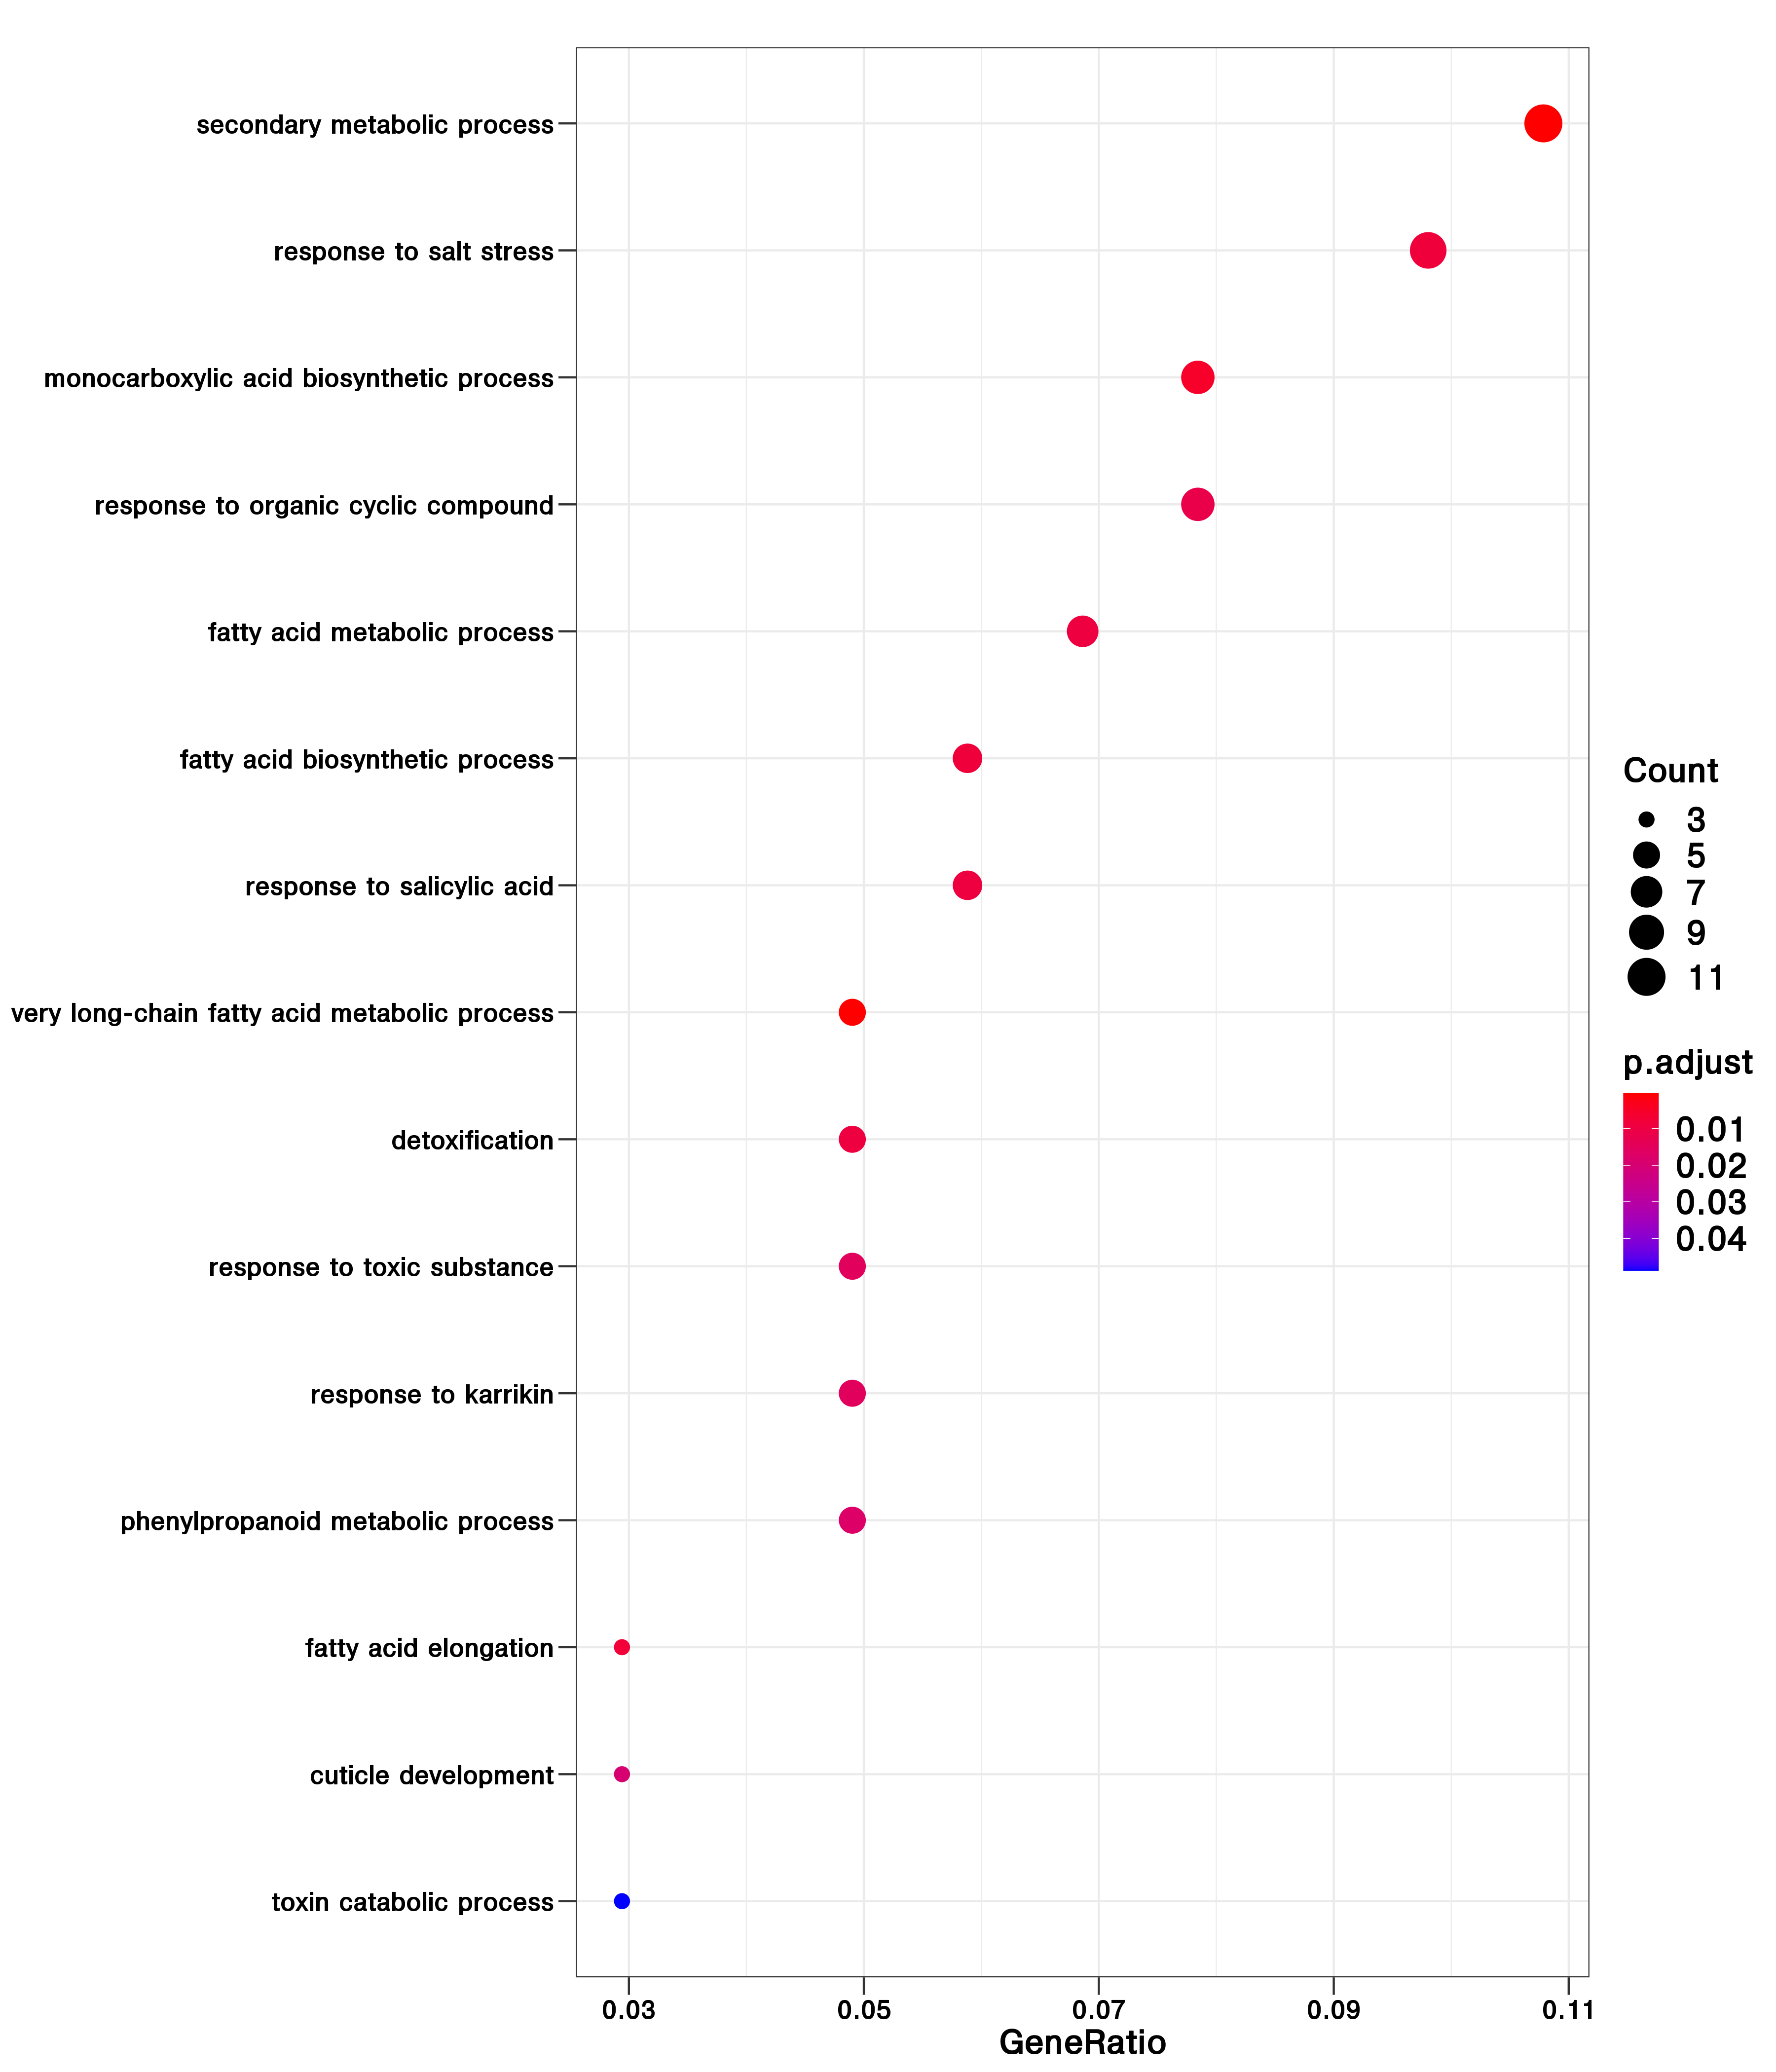 secondary metabolic process
response to salt stress
monocarboxylic acid biosynthetic process
response to organic cyclic compound
fatty acid metabolic process
fatty acid biosynthetic process
response to salicylic acid
very long-chain fatty acid metabolic process
detoxification
response to toxic substance
response to karrikin
phenylpropanoid metabolic process
fatty acid elongation
cuticle development
toxin catabolic process
0.03 0.05 0.07 0.09 0.11
GeneRatio
Count
3
5
7
9
11
p.adjust
0.01
0.02
0.03
0.04